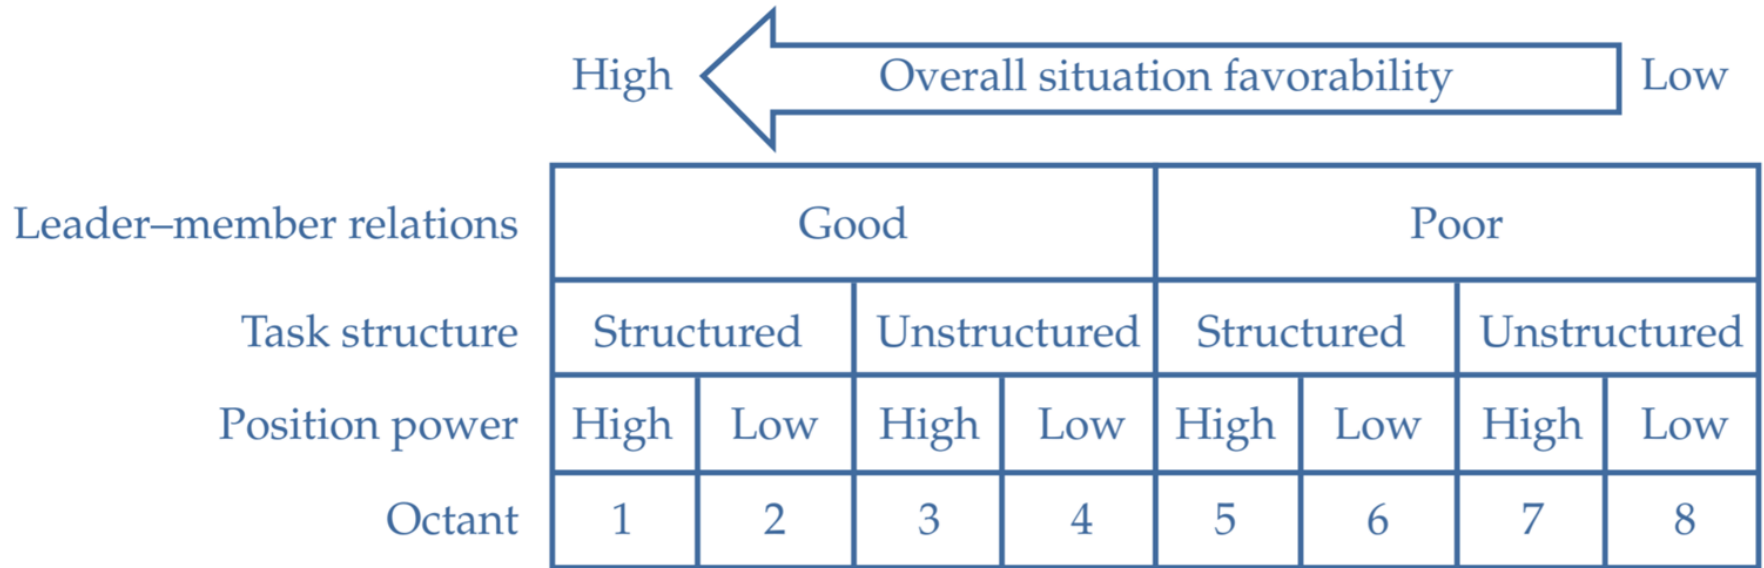 High Overall situation favorability Low
Leader–member relations Good Poor
Task structure Structured Unstructured Structured Unstructured
Position power High Low High Low High Low High Low
Octant 1 2 3 4 5 6 7 8